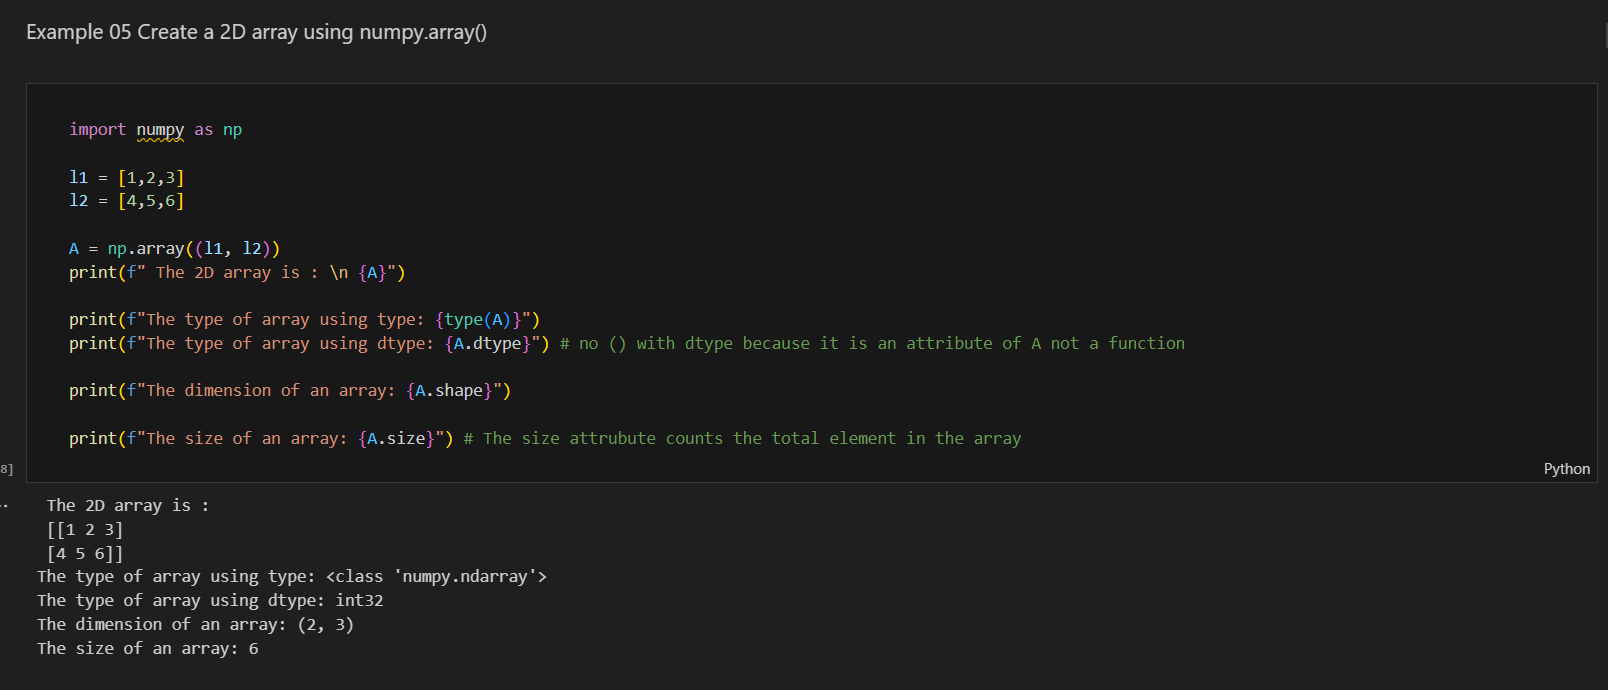 Example 05 Create a 2D array using numpy.array()
import numpy as np
l1 = [1,2,3]
l2 = [4,5,6]
A = np.array((l1, l2))
print(f" The 2D array is : \n {A}")
print(f"The type of array using type: {type(A)}")
print(f"The type of array using dtype: {A.dtype}") # no () with dtype because it is an attribute of A not a function
print(f"The dimension of an array: {A.shape}")
print(f"The size of an array: {A.size}") # The size attrubute counts the total element in the array
8]
Python
The 2D array is :
[[1 2 3]
[4 5 6]]
The type of array using type: <class 'numpy.ndarray'>
The type of array using dtype: int32
The dimension of an array: (2, 3)
The size of an array: 6